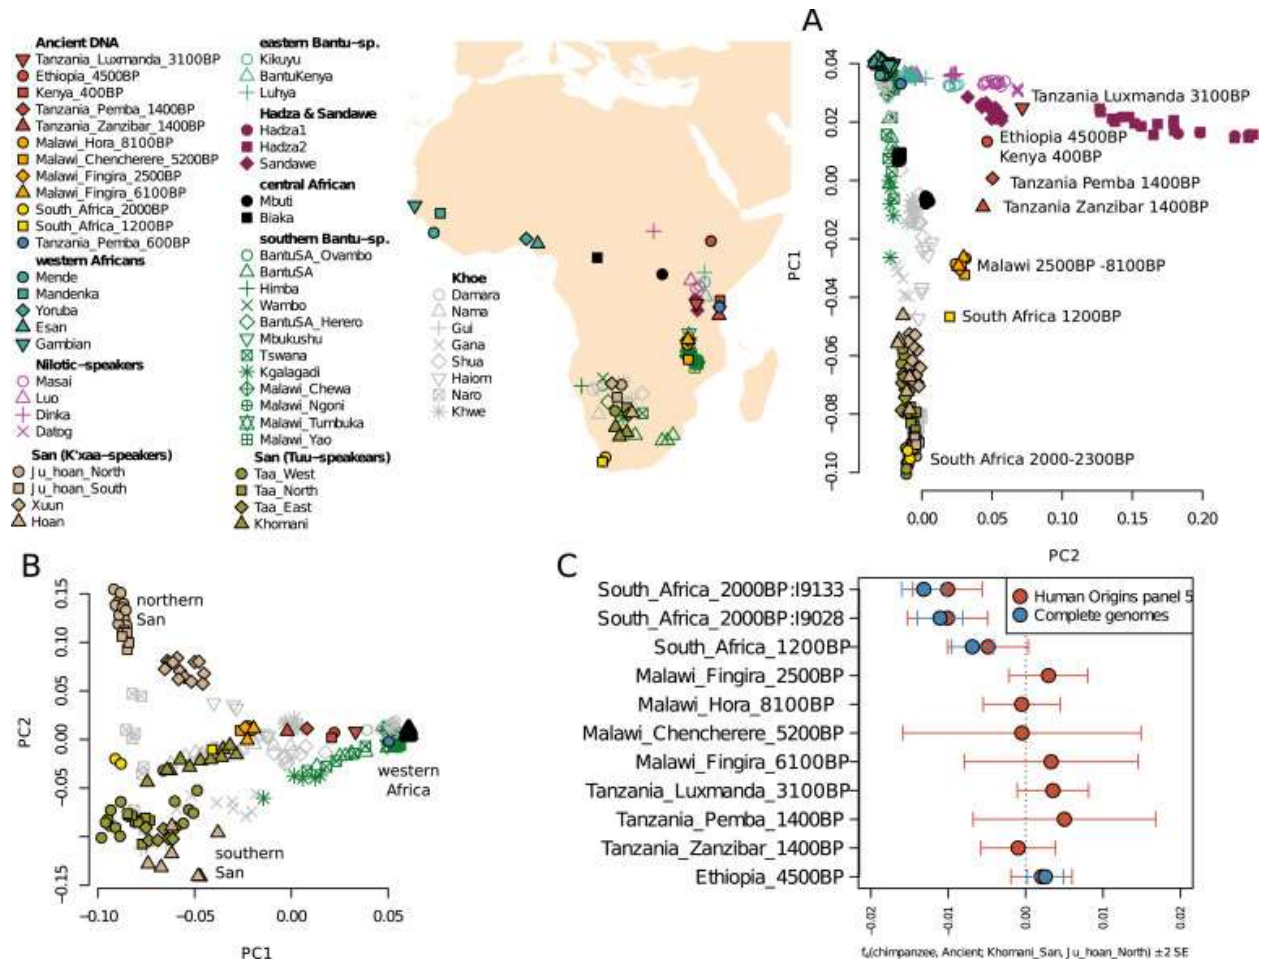 Ancient DNA
Tanzania_Luxmanda_3100BP
Ethiopia_4500BP
Kenya_400BP
Tanzania_Pemba_1400BP
Tanzania_Zanzibar_1400BP
Malawi_Hora_8100BP
Malawi_Chencherere_5200BP
Malawi_Fingira_2500BP
Malawi_Fingira_6100BP
South_Africa_2000BP
South_Africa_1200BP
Tanzania_Pemba_600BP
western Africans
Mende
Mandenka
Yoruba
Esan
Gambian
Nilotic-speakers
Masai
Luo
Dinka
Datog
San (K'xaa-speakers)
Ju_hoan_North
Ju_hoan_South
Xuun
Hoan
eastern Bantu-sp.
Kikuyu
BantuKenya
Luhya
Hadza & Sandawe
Hadza1
Hadza2
Sandawe
central African
Mbuti
Biaka
southern Bantu-sp.
BantuSA_Ovambo
BantuSA
Himba
Wambo
BantuSA_Herero
Mbukushu
Tswana
Kgalagadi
Malawi_Chewa
Malawi_Ngoni
Malawi_Tumbuka
Malawi_Yao
San (Tuu-speakears)
Taa_West
Taa_North
Taa_East
Khomani
Khoe
Damara
Nama
Gui
Gana
Shua
Haiom
Naro
Khwe
A
0.04
0.02
0.00
-0.02
-0.04
-0.06
-0.08
-0.10
PC1
Tanzania Luxmanda 3100BP
Ethiopia 4500BP
Kenya 400BP
Tanzania Pemba 1400BP
Tanzania Zanzibar 1400BP
Malawi 2500BP -8100BP
South Africa 1200BP
South Africa 2000-2300BP
0.00 0.05 0.10 0.15 0.20
PC2
B
0.15
0.10
0.05
0.00
-0.05
-0.15
PC2
northern
San
western
Africa
southern
San
-0.10 -0.05 0.00 0.05
PC1
C
South_Africa_2000BP:I9133
South_Africa_2000BP:I9028
South_Africa_1200BP
Malawi_Fingira_2500BP
Malawi_Hora_8100BP
Malawi_Chencherere_5200BP
Malawi_Fingira_6100BP
Tanzania_Luxmanda_3100BP
Tanzania_Pemba_1400BP
Tanzania_Zanzibar_1400BP
Ethiopia_4500BP
Human Origins panel 5
Complete genomes
-0.02 -0.01 0.00 0.01 0.02
f₄(chimpanzee, Ancient; Khomani_San, Ju_hoan_North) ±2 SE